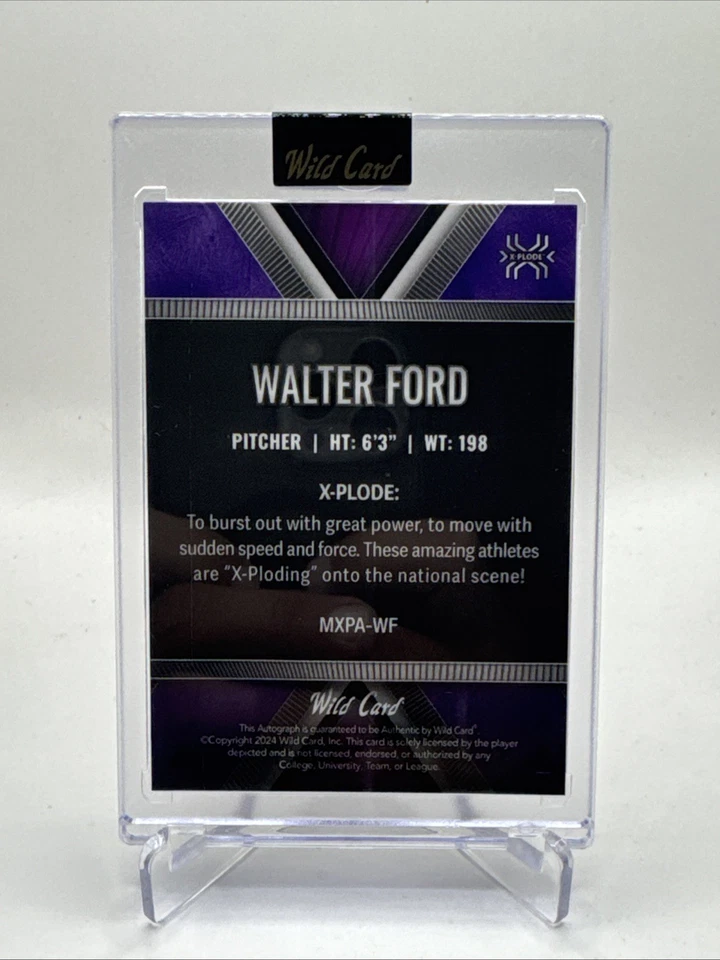 Wild Card
X-PLODE
WALTER FORD
PITCHER | HT: 6'3" | WT: 198
X-PLODE:
To burst out with great power, to move with
sudden speed and force. These amazing athletes
are "X-Ploding" onto the national scene!
MXPA-WF
Wild Card
This Autograph is guaranteed to be Authentic by Wild Card®.
©Copyright 2024 Wild Card, Inc. This card is solely licensed by the player
depicted and is not licensed, endorsed, or authorized by any
College, University, Team, or League.